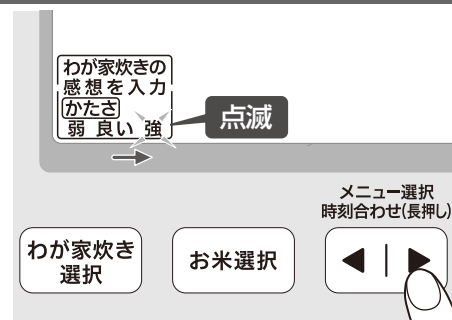 わが家炊きの
感想を入力
かたさ
弱 良い 強
点滅
メニュー選択
時刻合わせ(長押し)
わが家炊き
選択
お米選択